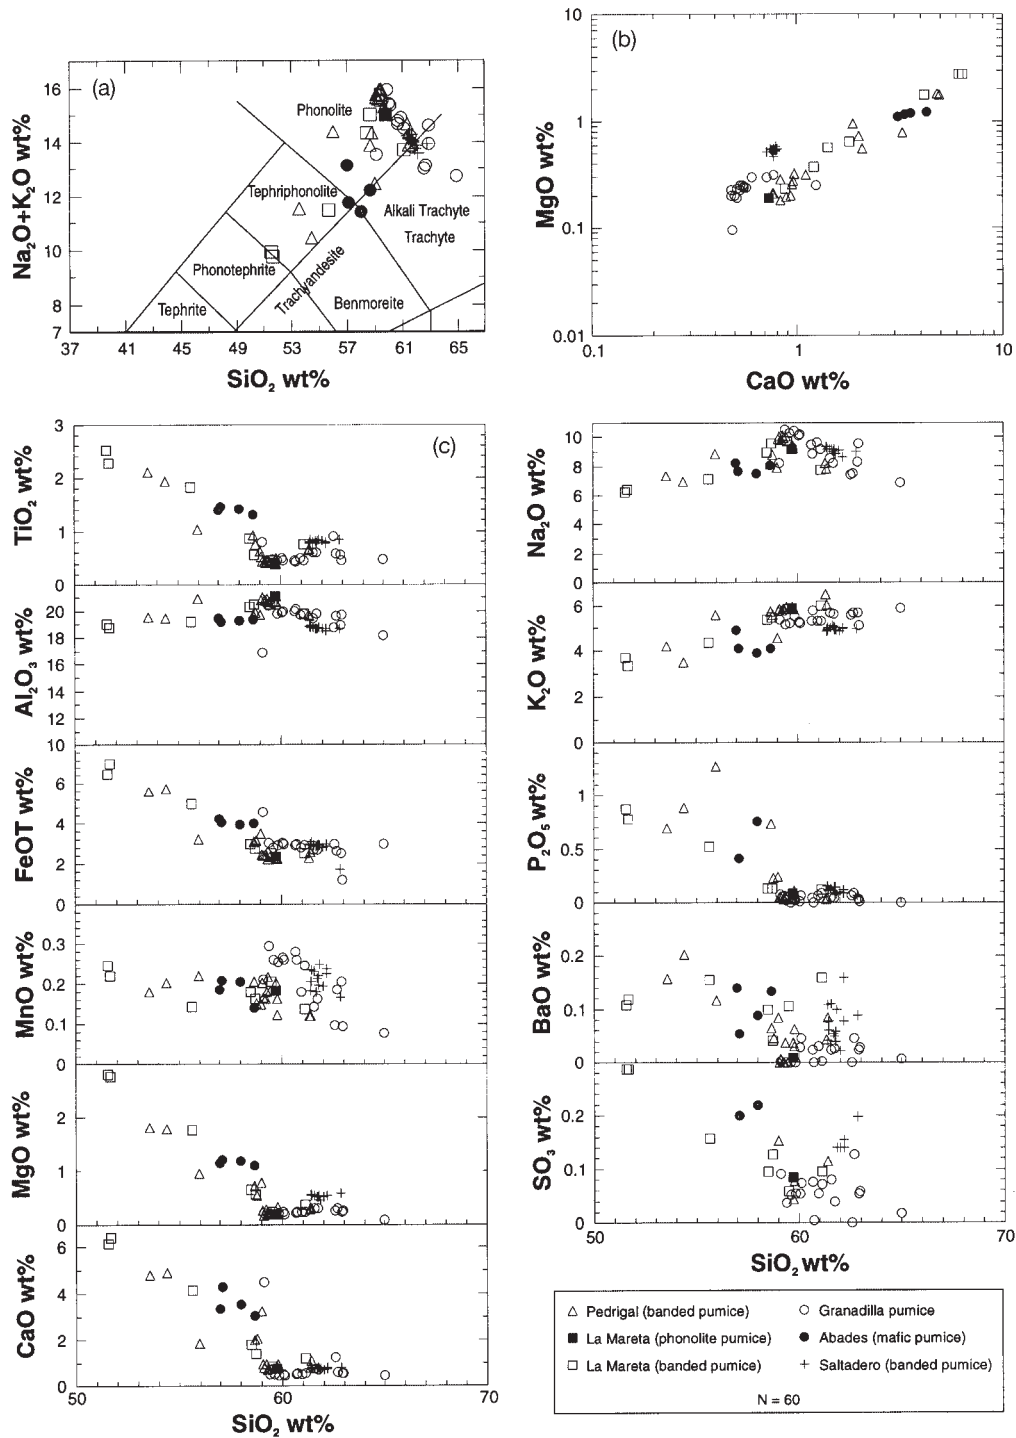 (a)
Na₂O+K₂O wt%
16
14
12
10
8
7
Phonolite
Tephriphonolite
Alkali Trachyte
Trachyte
Phonotephrite
Trachyandesite
Tephrite
Benmoreite
37 41 45 49 53 57 61 65
SiO₂ wt%
(b)
MgO wt%
10
1
0.1
0.01
0.1 1 10
CaO wt%
(c)
TiO₂ wt%
3
2
1
0
Al₂O₃ wt%
20
18
16
14
12
10
FeOT wt%
6
4
2
0
MnO wt%
0.3
0.2
0.1
0
MgO wt%
2
1
0
CaO wt%
6
4
2
0
50 60 70
SiO₂ wt%
Na₂O wt%
10
8
6
4
2
0
K₂O wt%
6
4
2
0
P₂O₅ wt%
1
0.5
0
BaO wt%
0.2
0.1
0
SO₃ wt%
0.2
0.1
0
50 60 70
SiO₂ wt%
Pedrigal (banded pumice)
Granadilla pumice
La Mareta (phonolite pumice)
Abades (mafic pumice)
La Mareta (banded pumice)
Saltadero (banded pumice)
N = 60